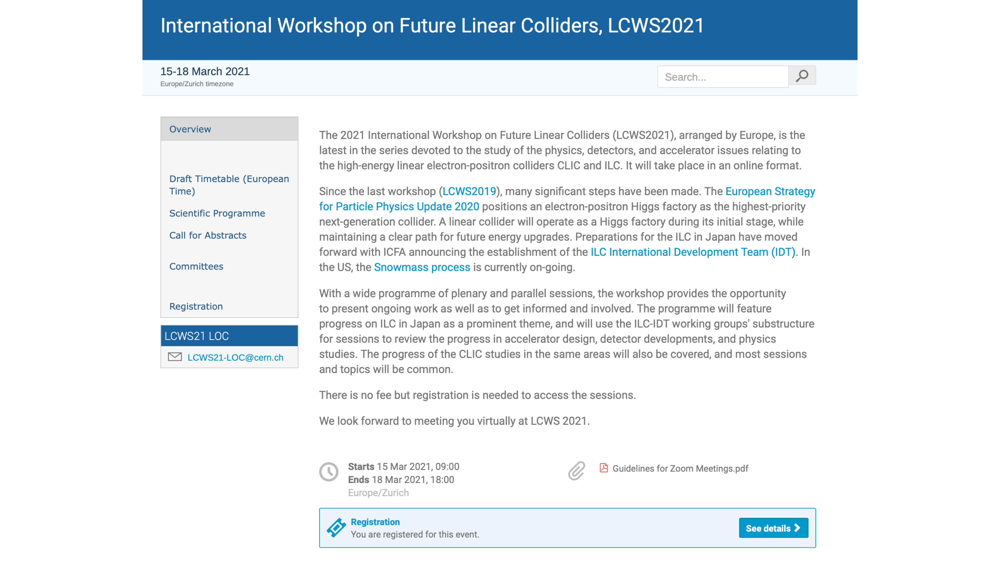 International Workshop on Future Linear Colliders, LCWS2021
15-18 March 2021
Europe/Zurich timezone
Search...
Overview
Draft Timetable (European
Time)
Scientific Programme
Call for Abstracts
Committees
Registration
LCWS21 LOC
LCWS21-LOC@cern.ch
The 2021 International Workshop on Future Linear Colliders (LCWS2021), arranged by Europe, is the
latest in the series devoted to the study of the physics, detectors, and accelerator issues relating to
the high-energy linear electron-positron colliders CLIC and ILC. It will take place in an online format.
Since the last workshop (LCWS2019), many significant steps have been made. The European Strategy
for Particle Physics Update 2020 positions an electron-positron Higgs factory as the highest-priority
next-generation collider. A linear collider will operate as a Higgs factory during its initial stage, while
maintaining a clear path for future energy upgrades. Preparations for the ILC in Japan have moved
forward with ICFA announcing the establishment of the ILC International Development Team (IDT). In
the US, the Snowmass process is currently on-going.
With a wide programme of plenary and parallel sessions, the workshop provides the opportunity
to present ongoing work as well as to get informed and involved. The programme will feature
progress on ILC in Japan as a prominent theme, and will use the ILC-IDT working groups' substructure
for sessions to review the progress in accelerator design, detector developments, and physics
studies. The progress of the CLIC studies in the same areas will also be covered, and most sessions
and topics will be common.
There is no fee but registration is needed to access the sessions.
We look forward to meeting you virtually at LCWS 2021.
Starts 15 Mar 2021, 09:00
Ends 18 Mar 2021, 18:00
Europe/Zurich
Guidelines for Zoom Meetings.pdf
Registration
You are registered for this event.
See details